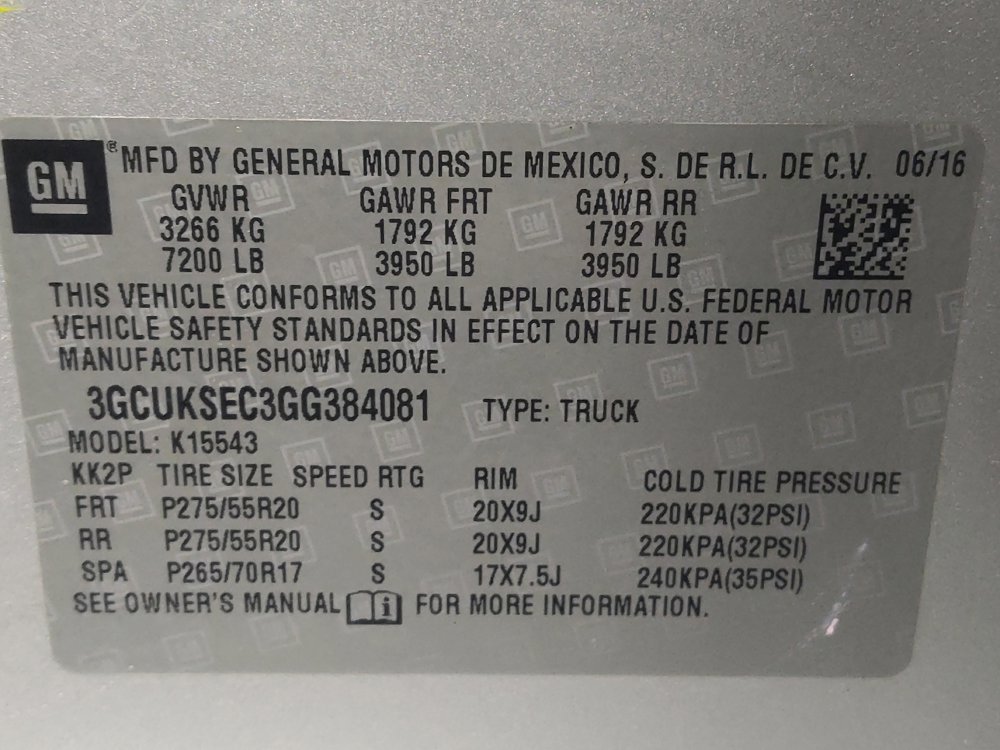 GM ® MFD BY GENERAL MOTORS DE MEXICO, S. DE R.L. DE C.V. 06/16
GVWR GAWR FRT GAWR RR
3266 KG 1792 KG 1792 KG
7200 LB 3950 LB 3950 LB
THIS VEHICLE CONFORMS TO ALL APPLICABLE U.S. FEDERAL MOTOR
VEHICLE SAFETY STANDARDS IN EFFECT ON THE DATE OF
MANUFACTURE SHOWN ABOVE.
3GCUKSEC3GG384081 TYPE: TRUCK
MODEL: K15543
KK2P TIRE SIZE SPEED RTG RIM COLD TIRE PRESSURE
FRT P275/55R20 S 20X9J 220KPA(32PSI)
RR P275/55R20 S 20X9J 220KPA(32PSI)
SPA P265/70R17 S 17X7.5J 240KPA(35PSI)
SEE OWNER'S MANUAL i FOR MORE INFORMATION.